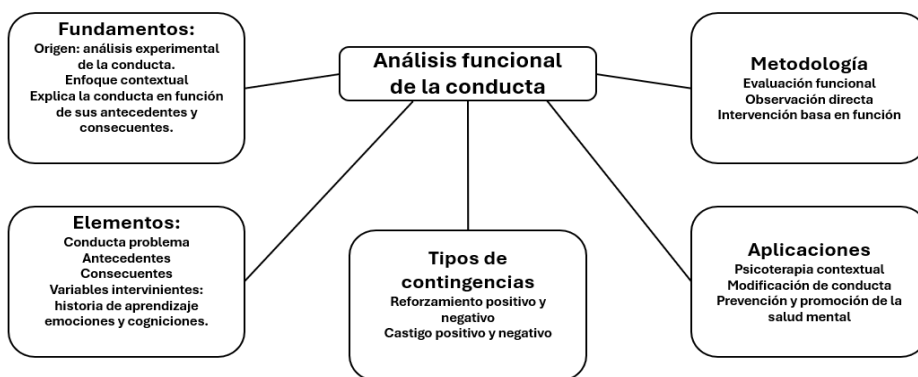 Análisis funcional
de la conducta
Fundamentos:
Origen: análisis experimental
de la conducta.
Enfoque contextual
Explica la conducta en función
de sus antecedentes y
consecuentes.
Metodología
Evaluación funcional
Observación directa
Intervención basa en función
Elementos:
Conducta problema
Antecedentes
Consecuentes
Variables intervinientes:
historia de aprendizaje
emociones y cogniciones.
Tipos de
contingencias
Reforzamiento positivo y
negativo
Castigo positivo y negativo
Aplicaciones
Psicoterapia contextual
Modificación de conducta
Prevención y promoción de la
salud mental